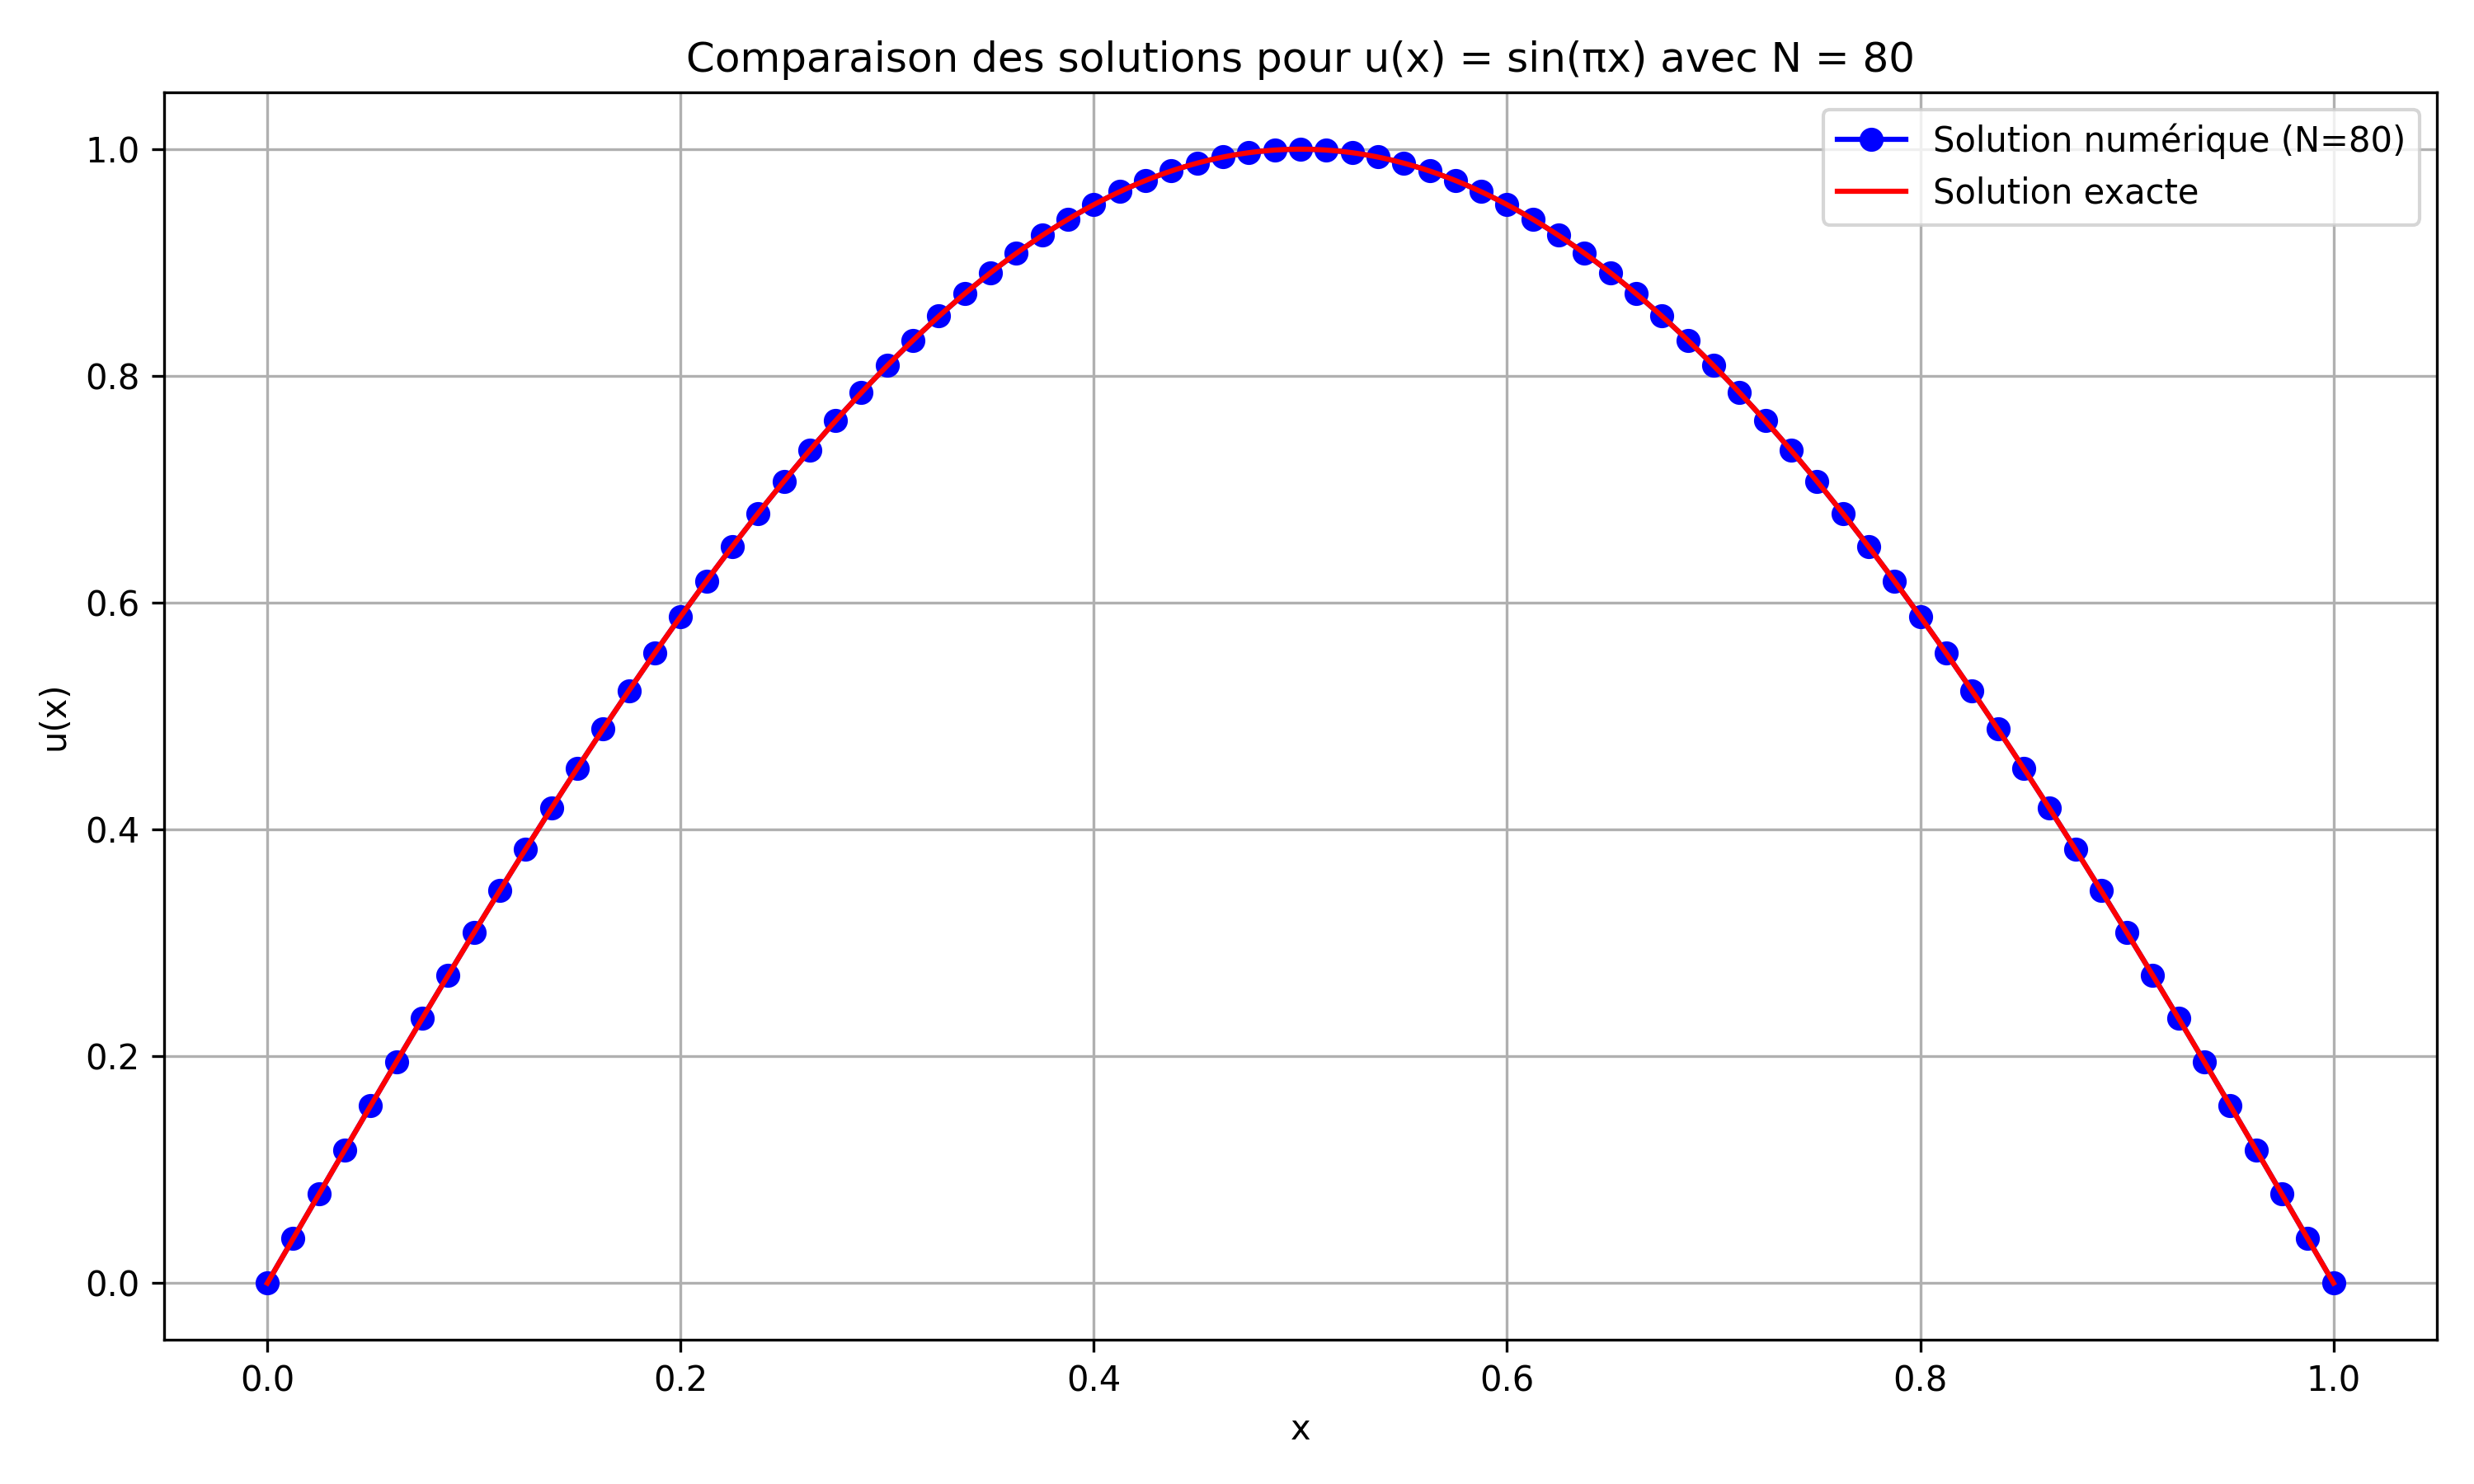 Comparaison des solutions pour u(x) = sin(πx) avec N = 80
Solution numérique (N=80)
Solution exacte
1.0
0.8
0.6
0.4
0.2
0.0
u(x)
0.0 0.2 0.4 0.6 0.8 1.0
x